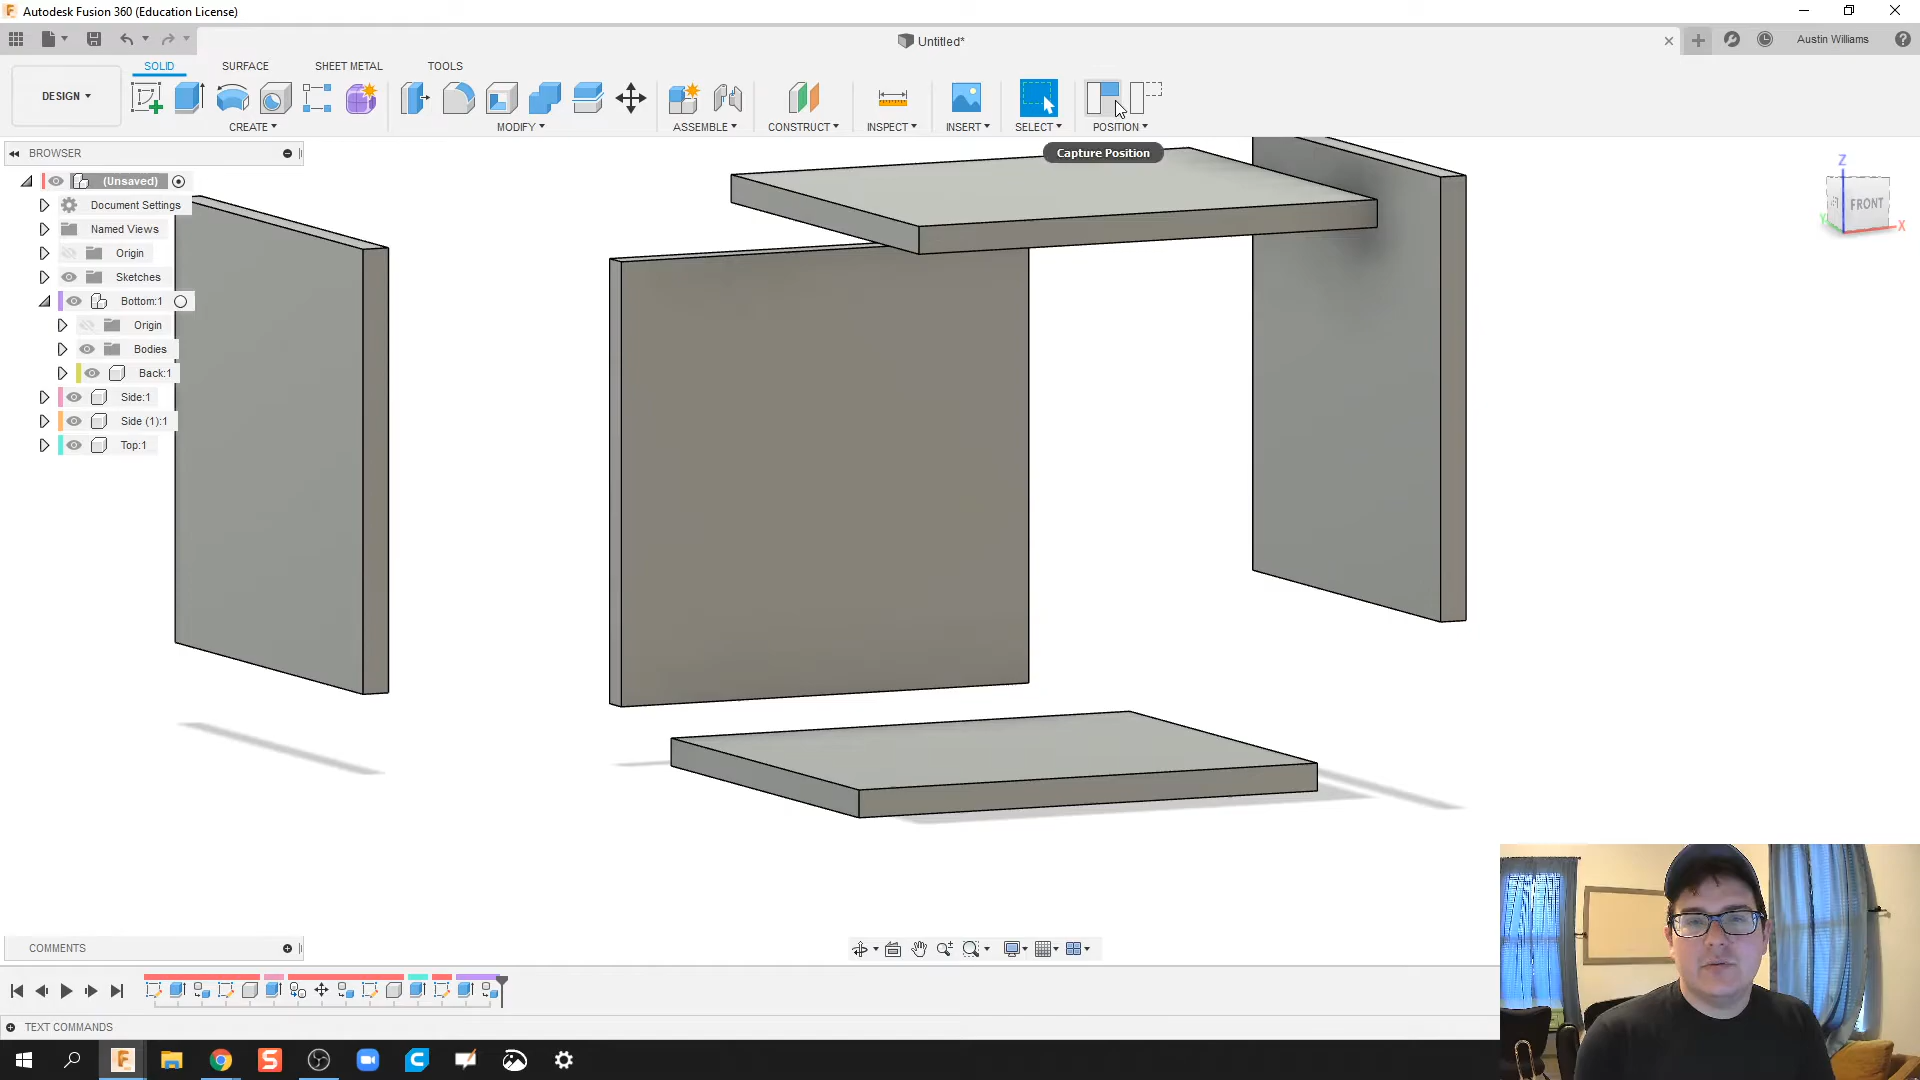 Autodesk Fusion 360 (Education License)
Untitled*
Austin Williams
SOLID SURFACE SHEET METAL TOOLS
DESIGN
CREATE MODIFY ASSEMBLE CONSTRUCT INSPECT INSERT SELECT POSITION
Capture Position
BROWSER
(Unsaved)
Document Settings
Named Views
Origin
Sketches
Bottom:1
Origin
Bodies
Back:1
Side:1
Side (1):1
Top:1
Z
FRONT
Y
X
COMMENTS
TEXT COMMANDS